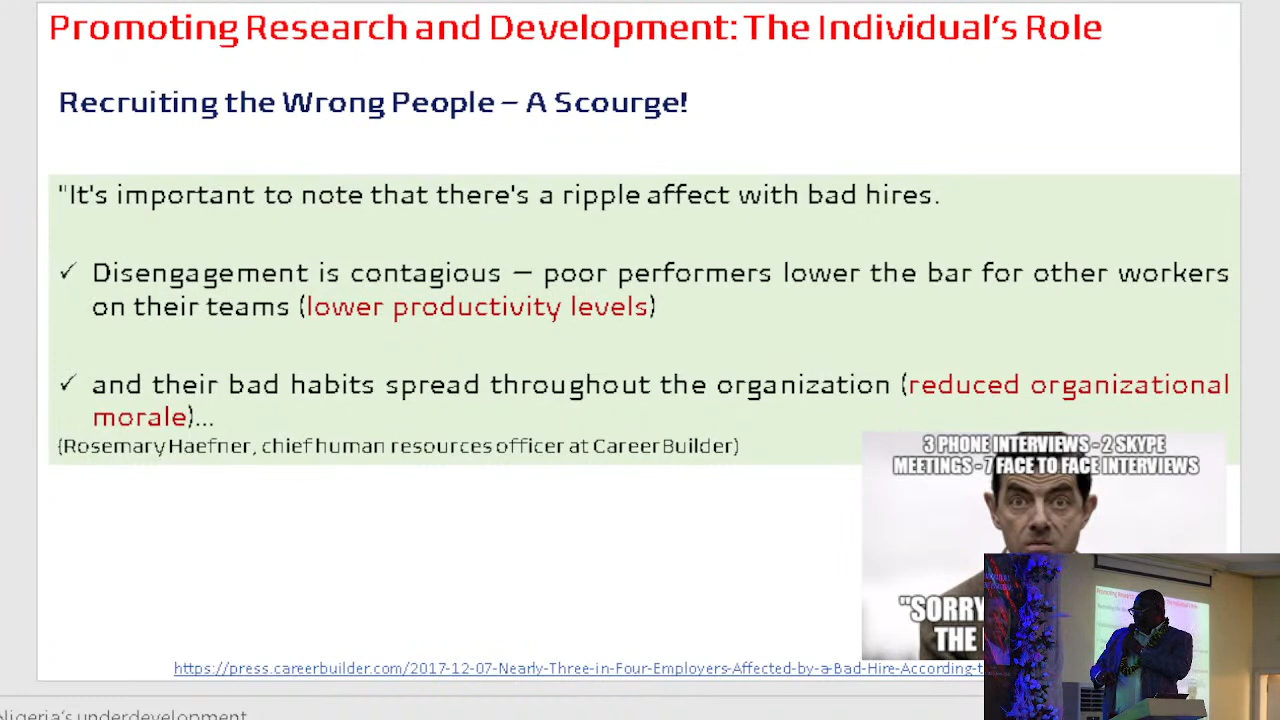 Promoting Research and Development: The Individual's Role
Recruiting the Wrong People – A Scourge!
"It's important to note that there's a ripple affect with bad hires.
✓ Disengagement is contagious – poor performers lower the bar for other workers
on their teams (lower productivity levels)
✓ and their bad habits spread throughout the organization (reduced organizational
morale)...
(Rosemary Haefner, chief human resources officer at CareerBuilder)
3 PHONE INTERVIEWS - 2 SKYPE
MEETINGS - 7 FACE TO FACE INTERVIEWS
"SORRY
THE
https://press.careerbuilder.com/2017-12-07-Nearly-Three-in-Four-Employers-Affected-by-a-Bad-Hire-According-t
Nigeria's underdevelopment